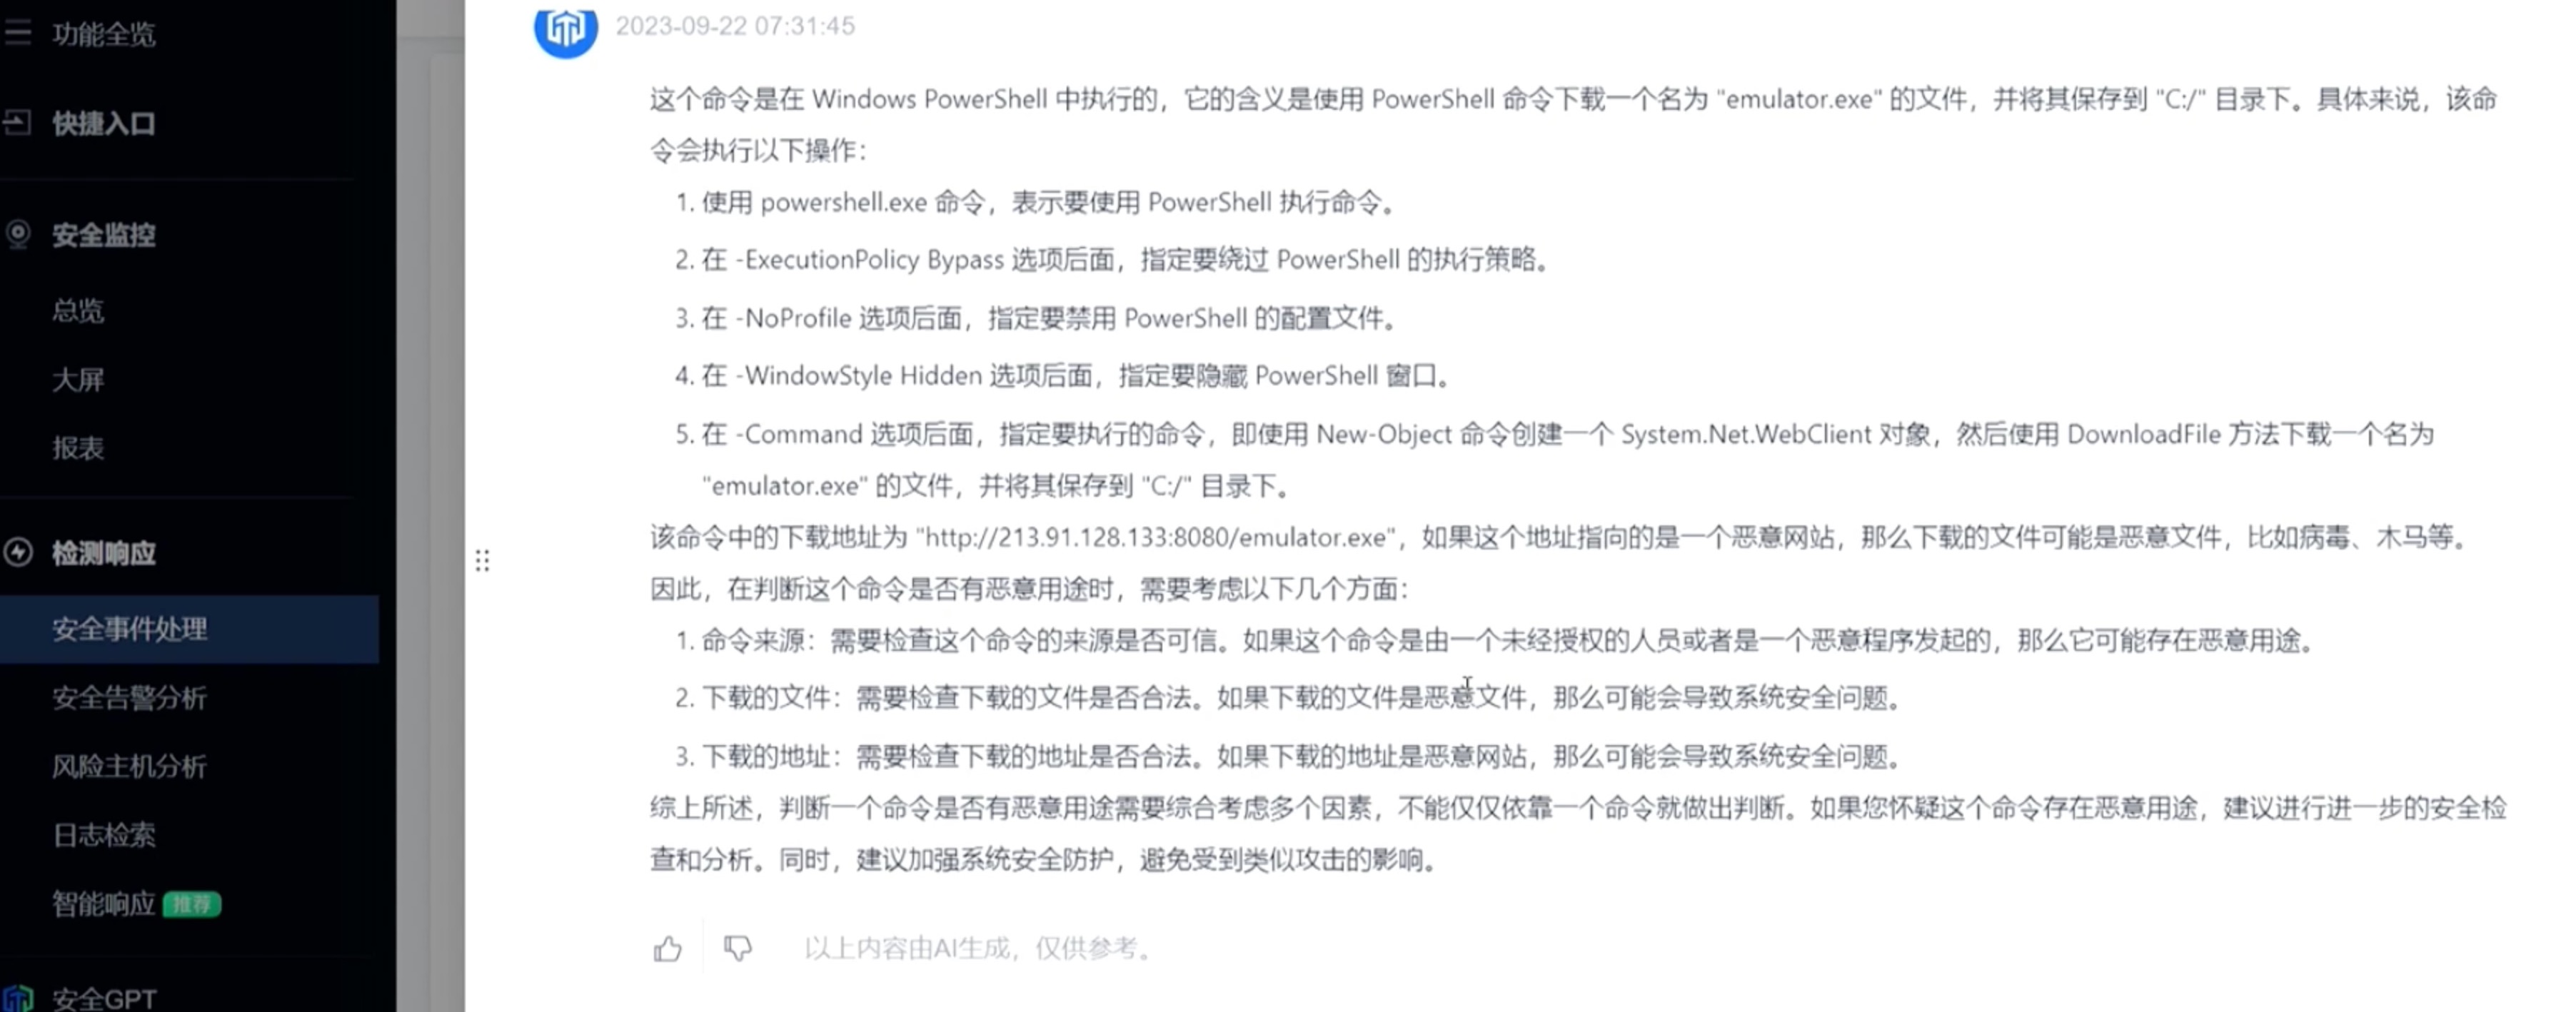 功能全览
快捷入口
安全监控
总览
大屏
报表
检测响应
安全事件处理
安全告警分析
风险主机分析
日志检索
智能响应 推荐
安全GPT
2023-09-22 07:31:45
这个命令是在 Windows PowerShell 中执行的，它的含义是使用 PowerShell 命令下载一个名为 "emulator.exe" 的文件，并将其保存到 "C:/" 目录下。具体来说，该命
令会执行以下操作：
1. 使用 powershell.exe 命令，表示要使用 PowerShell 执行命令。
2. 在 -ExecutionPolicy Bypass 选项后面，指定要绕过 PowerShell 的执行策略。
3. 在 -NoProfile 选项后面，指定要禁用 PowerShell 的配置文件。
4. 在 -WindowStyle Hidden 选项后面，指定要隐藏 PowerShell 窗口。
5. 在 -Command 选项后面，指定要执行的命令，即使用 New-Object 命令创建一个 System.Net.WebClient 对象，然后使用 DownloadFile 方法下载一个名为
"emulator.exe" 的文件，并将其保存到 "C:/" 目录下。
该命令中的下载地址为 "http://213.91.128.133:8080/emulator.exe"，如果这个地址指向的是一个恶意网站，那么下载的文件可能是恶意文件，比如病毒、木马等。
因此，在判断这个命令是否有恶意用途时，需要考虑以下几个方面：
1. 命令来源：需要检查这个命令的来源是否可信。如果这个命令是由一个未经授权的人员或者是一个恶意程序发起的，那么它可能存在恶意用途。
2. 下载的文件：需要检查下载的文件是否合法。如果下载的文件是恶意文件，那么可能会导致系统安全问题。
3. 下载的地址：需要检查下载的地址是否合法。如果下载的地址是恶意网站，那么可能会导致系统安全问题。
综上所述，判断一个命令是否有恶意用途需要综合考虑多个因素，不能仅仅依靠一个命令就做出判断。如果您怀疑这个命令存在恶意用途，建议进行进一步的安全检
查和分析。同时，建议加强系统安全防护，避免受到类似攻击的影响。
以上内容由AI生成，仅供参考。